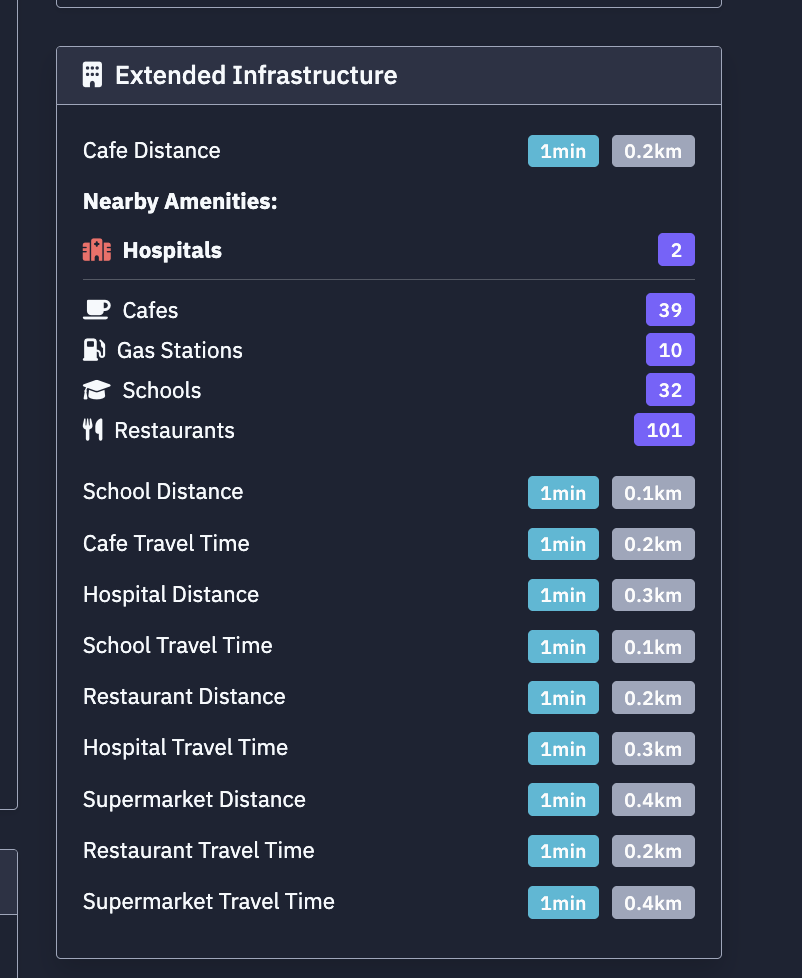 Extended Infrastructure
Cafe Distance 1min 0.2km
Nearby Amenities:
Hospitals 2
Cafes 39
Gas Stations 10
Schools 32
Restaurants 101
School Distance 1min 0.1km
Cafe Travel Time 1min 0.2km
Hospital Distance 1min 0.3km
School Travel Time 1min 0.1km
Restaurant Distance 1min 0.2km
Hospital Travel Time 1min 0.3km
Supermarket Distance 1min 0.4km
Restaurant Travel Time 1min 0.2km
Supermarket Travel Time 1min 0.4km